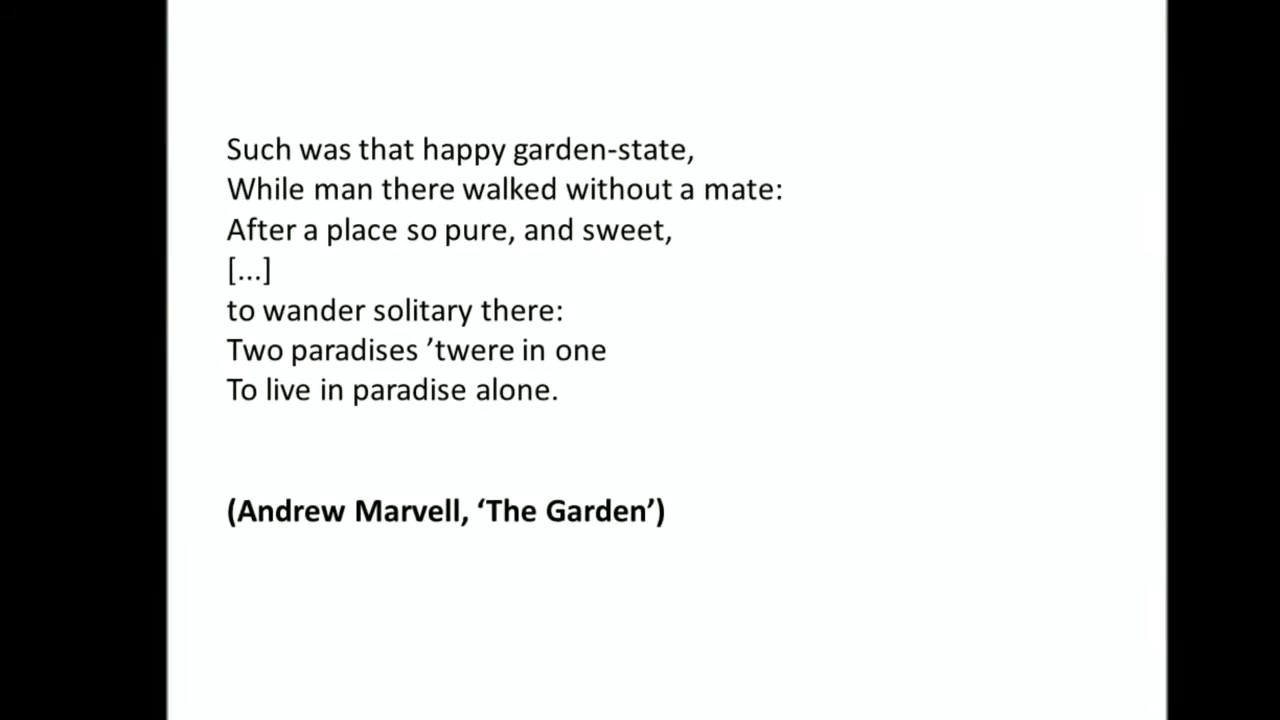 Such was that happy garden-state,
While man there walked without a mate:
After a place so pure, and sweet,
[...]
to wander solitary there:
Two paradises ’twere in one
To live in paradise alone.
(Andrew Marvell, ‘The Garden’)